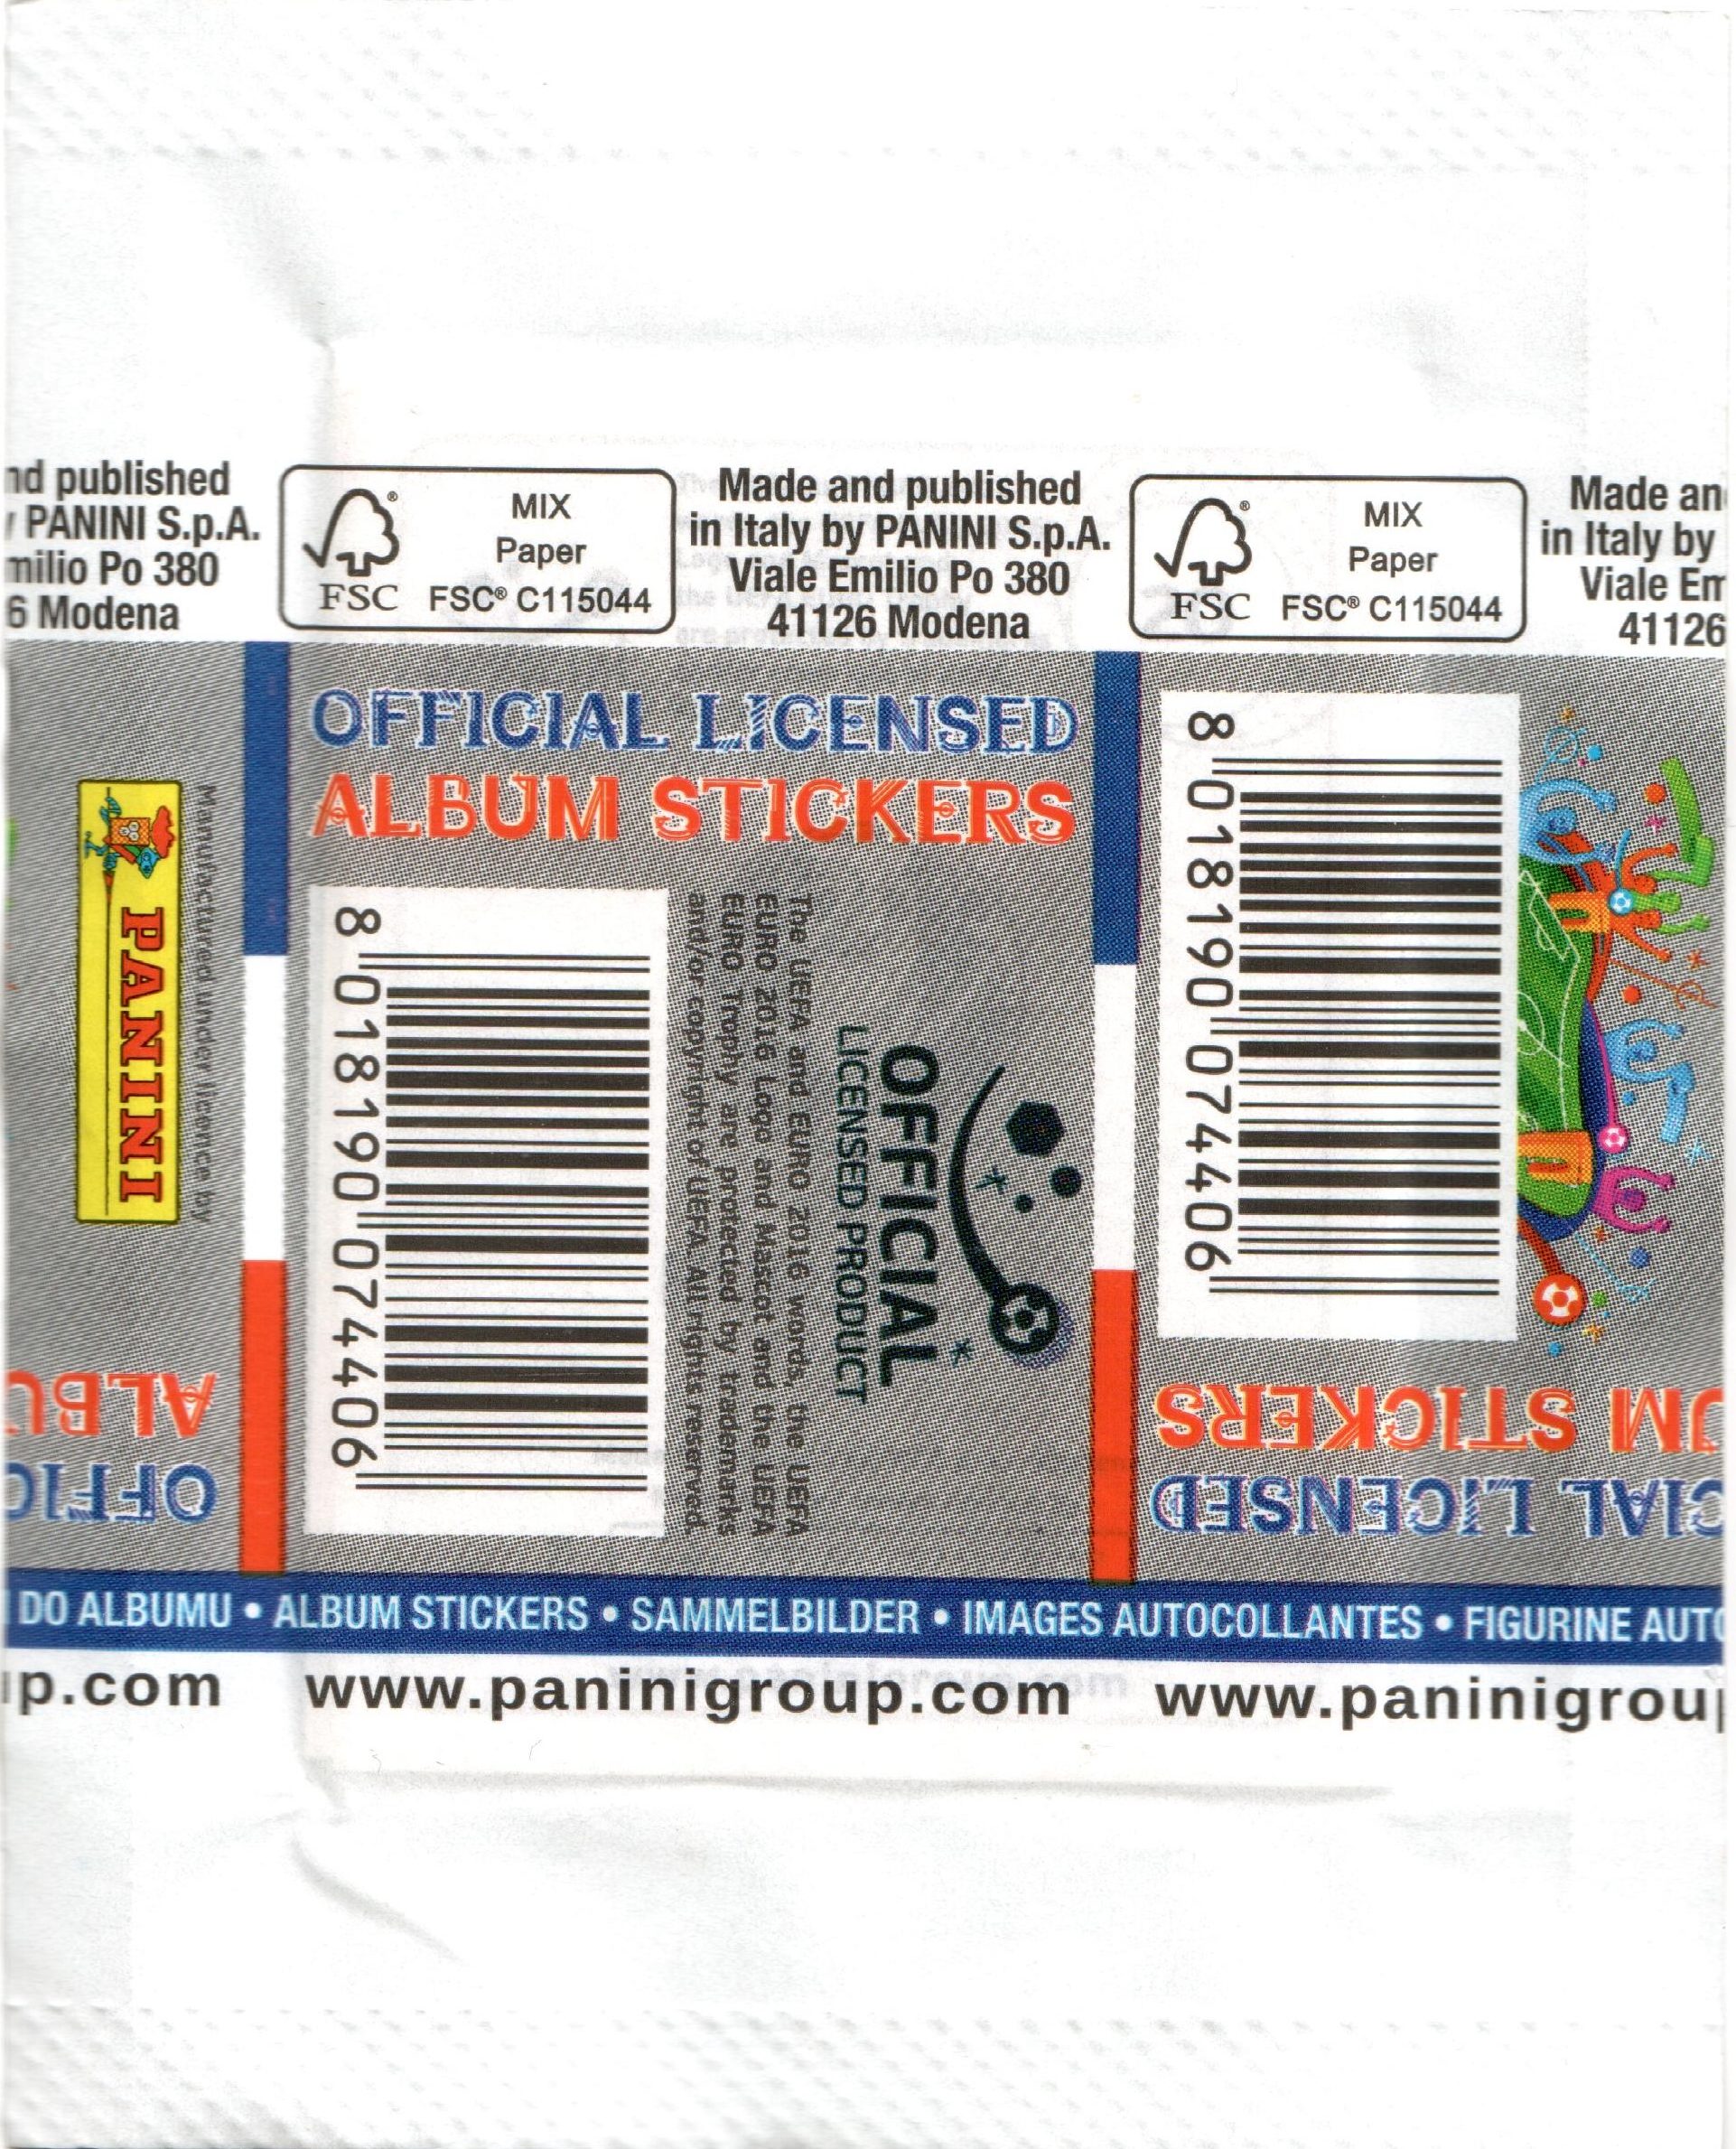 nd published
PANINI S.p.A.
milio Po 380
6 Modena
FSC®
MIX
Paper
FSC® C115044
Made and published
in Italy by PANINI S.p.A.
Viale Emilio Po 380
41126 Modena
FSC®
MIX
Paper
FSC® C115044
Made an
in Italy by
Viale Em
41126
PANINI
Manufactured under licence by
ALBU
OFFIC
OFFICIAL LICENSED
ALBUM STICKERS
8 018190 074406
The UEFA and EURO 2016 words, the UEFA
EURO 2016 Logo and Mascot and the UEFA
EURO Trophy are protected by trademarks
and/or copyright of UEFA. All rights reserved.
OFFICIAL
LICENSED PRODUCT
8 018190 074406
UM STICKERS
CIAL LICENSED
DO ALBUMU • ALBUM STICKERS • SAMMELBILDER • IMAGES AUTOCOLLANTES • FIGURINE AUTO
up.com www.paninigroup.com www.paninigroup